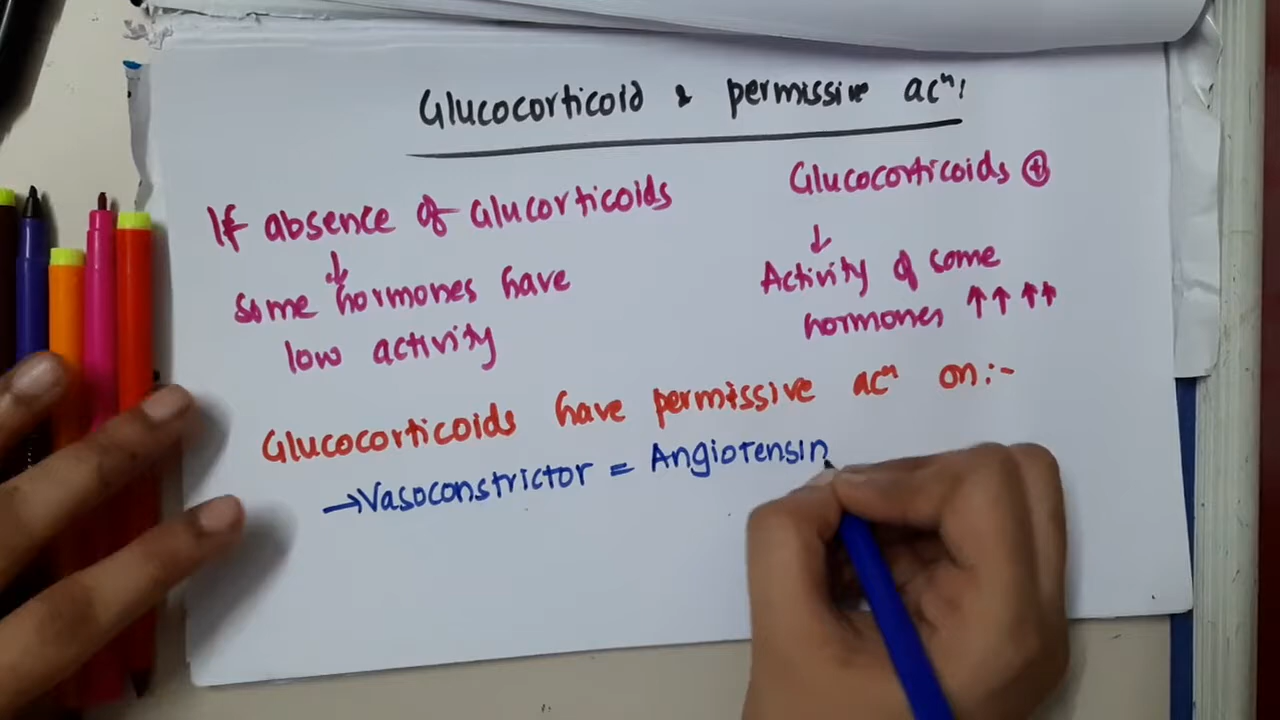 Glucocorticoid & permissive acⁿ:
If absence of Glucorticoids
↓
Some hormones have
low activity
Glucocorticoids ⊕
↓
Activity of some
hormones ↑↑↑↑
Glucocorticoids have permissive acⁿ on:-
→Vasoconstrictor = Angiotensin